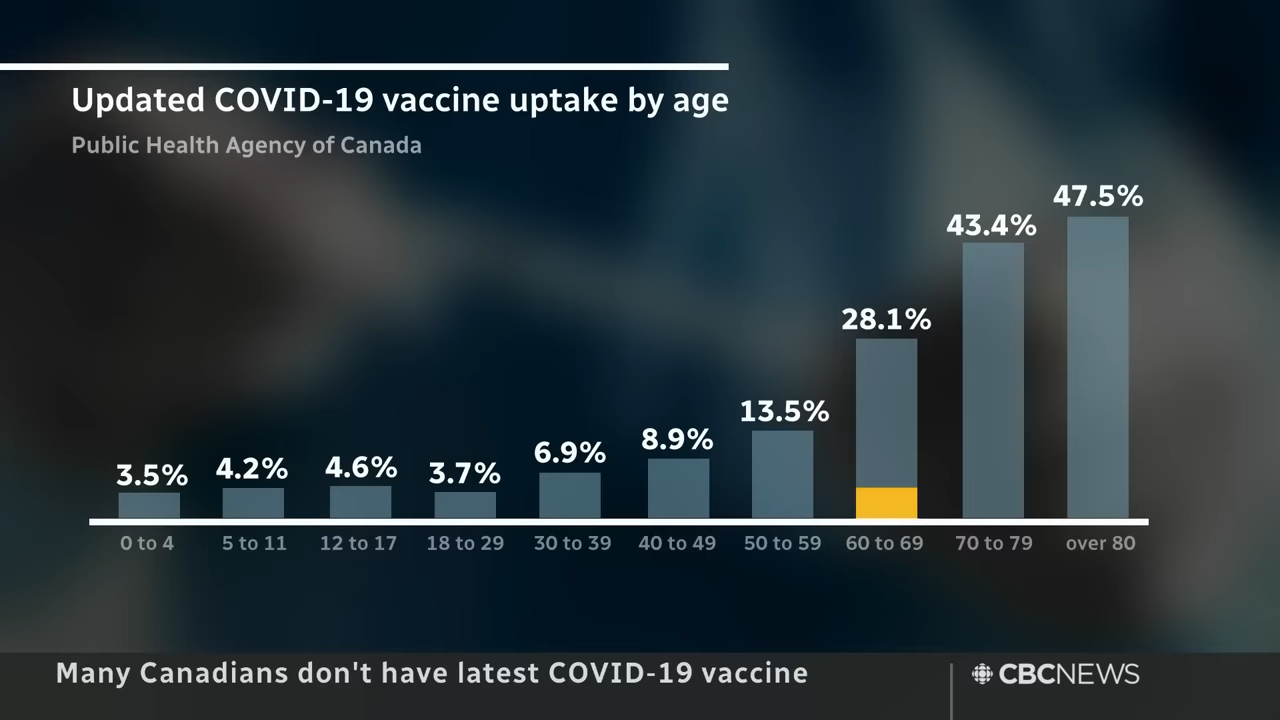 Updated COVID-19 vaccine uptake by age
Public Health Agency of Canada
3.5% 4.2% 4.6% 3.7% 6.9% 8.9% 13.5% 28.1% 43.4% 47.5%
0 to 4 5 to 11 12 to 17 18 to 29 30 to 39 40 to 49 50 to 59 60 to 69 70 to 79 over 80
Many Canadians don't have latest COVID-19 vaccine
CBCNEWS